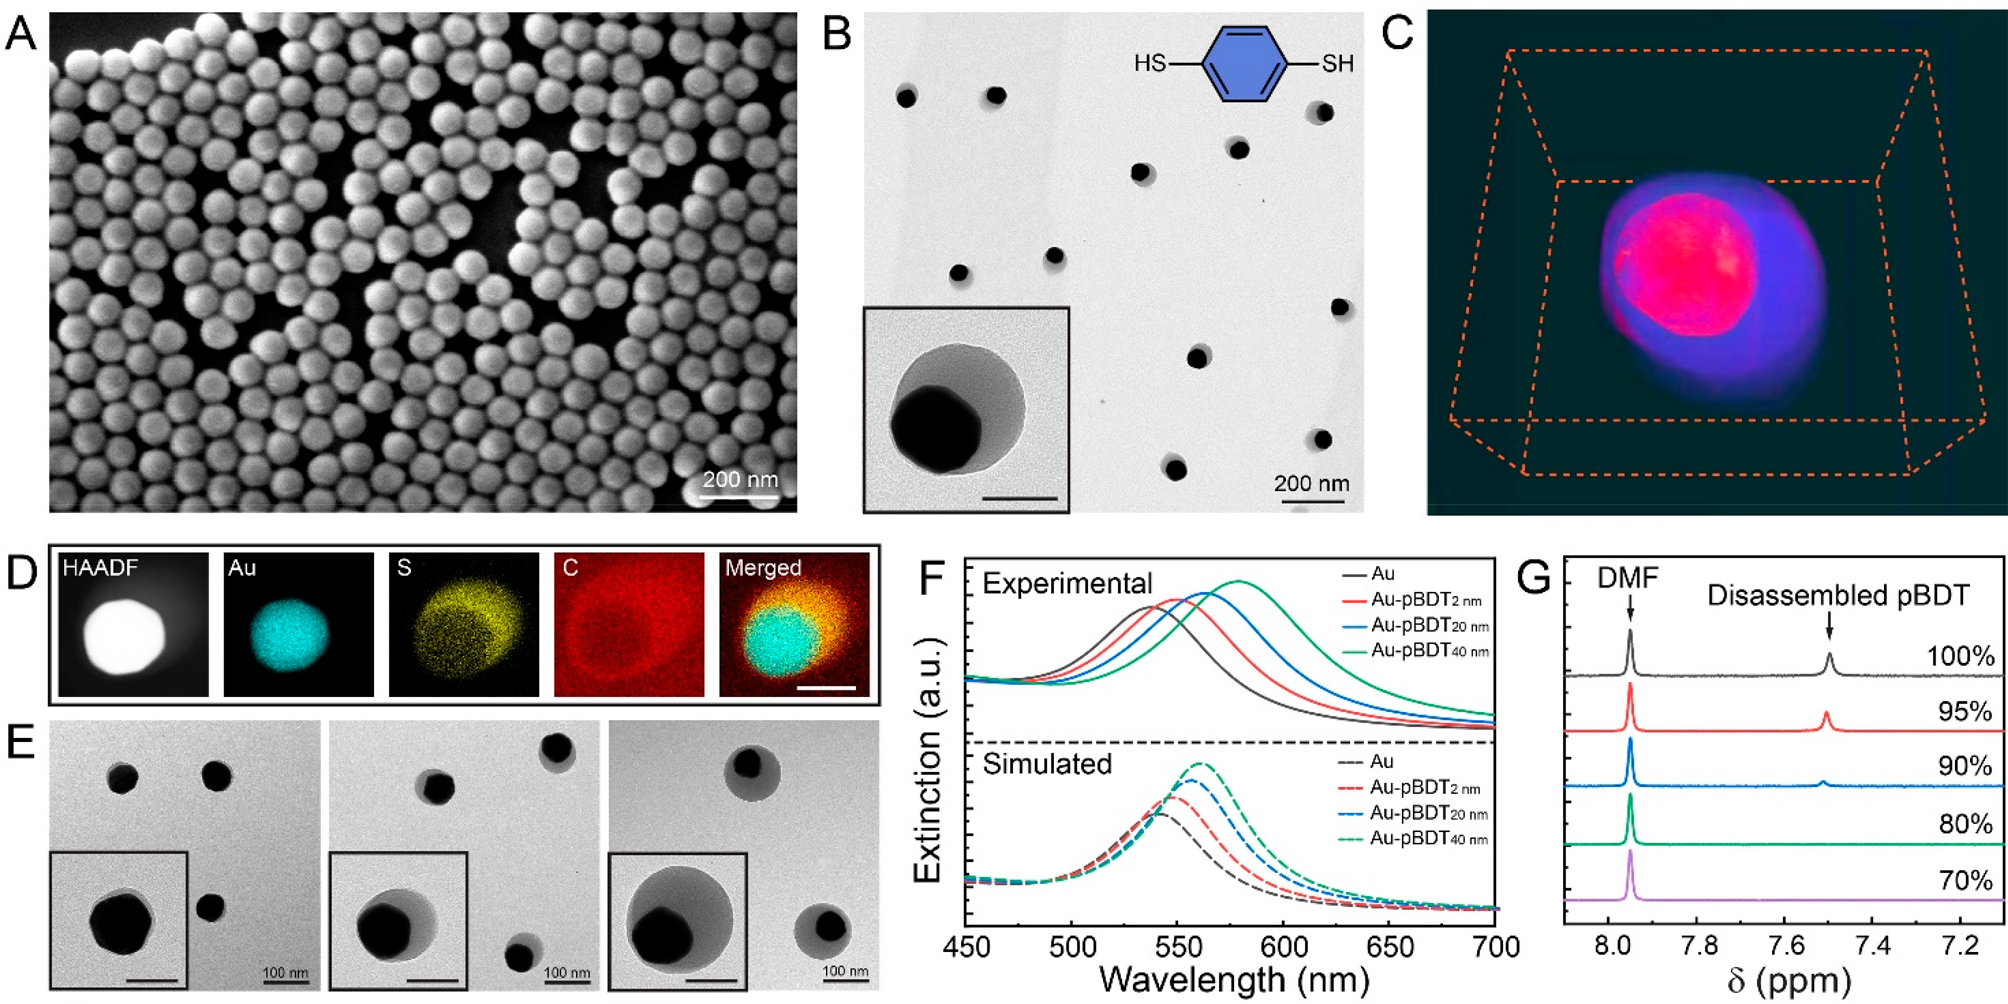 A
200 nm
B
HS
SH
200 nm
C
D
HAADF
Au
S
C
Merged
E
100 nm
100 nm
100 nm
F
Experimental
Au
Au-pBDT2 nm
Au-pBDT20 nm
Au-pBDT40 nm
Simulated
Au
Au-pBDT2 nm
Au-pBDT20 nm
Au-pBDT40 nm
Extinction (a.u.)
450 500 550 600 650 700
Wavelength (nm)
G
DMF
Disassembled pBDT
100%
95%
90%
80%
70%
8.0 7.8 7.6 7.4 7.2
δ (ppm)